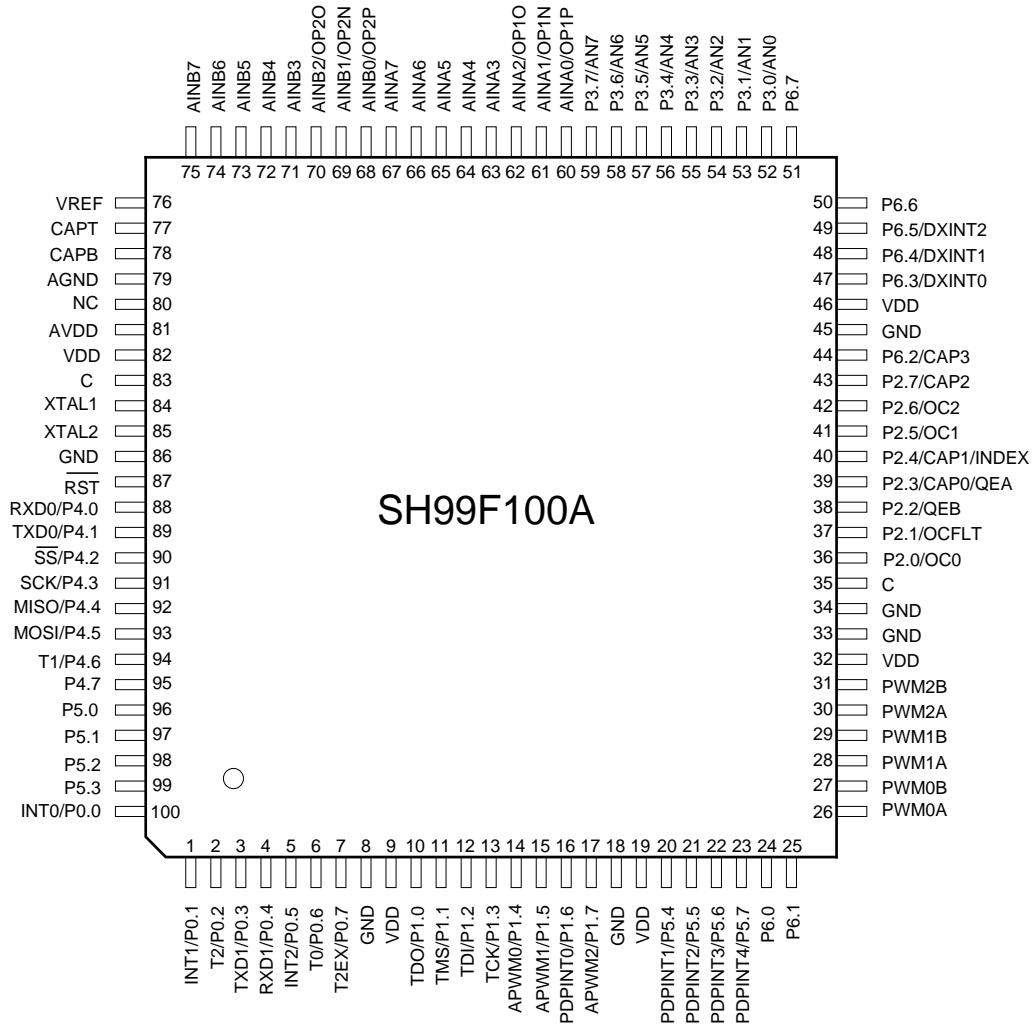 AINB7
AINB6
AINB5
AINB4
AINB3
AINB2/OP2O
AINB1/OP2N
AINB0/OP2P
AINA7
AINA6
AINA5
AINA4
AINA3
AINA2/OP1O
AINA1/OP1N
AINA0/OP1P
P3.7/AN7
P3.6/AN6
P3.5/AN5
P3.4/AN4
P3.3/AN3
P3.2/AN2
P3.1/AN1
P3.0/AN0
P6.7
75 74 73 72 71 70 69 68 67 66 65 64 63 62 61 60 59 58 57 56 55 54 53 52 51
VREF 76
CAPT 77
CAPB 78
AGND 79
NC 80
AVDD 81
VDD 82
C 83
XTAL1 84
XTAL2 85
GND 86
RST 87
RXD0/P4.0 88
TXD0/P4.1 89
SS/P4.2 90
SCK/P4.3 91
MISO/P4.4 92
MOSI/P4.5 93
T1/P4.6 94
P4.7 95
P5.0 96
P5.1 97
P5.2 98
P5.3 99
INT0/P0.0 100
SH99F100A
50 P6.6
49 P6.5/DXINT2
48 P6.4/DXINT1
47 P6.3/DXINT0
46 VDD
45 GND
44 P6.2/CAP3
43 P2.7/CAP2
42 P2.6/OC2
41 P2.5/OC1
40 P2.4/CAP1/INDEX
39 P2.3/CAP0/QEA
38 P2.2/QEB
37 P2.1/OCFLT
36 P2.0/OC0
35 C
34 GND
33 GND
32 VDD
31 PWM2B
30 PWM2A
29 PWM1B
28 PWM1A
27 PWM0B
26 PWM0A
1 2 3 4 5 6 7 8 9 10 11 12 13 14 15 16 17 18 19 20 21 22 23 24 25
INT1/P0.1
T2/P0.2
TXD1/P0.3
RXD1/P0.4
INT2/P0.5
T0/P0.6
T2EX/P0.7
GND
VDD
TDO/P1.0
TMS/P1.1
TDI/P1.2
TCK/P1.3
APWM0/P1.4
APWM1/P1.5
PDPINT0/P1.6
APWM2/P1.7
GND
VDD
PDPINT1/P5.4
PDPINT2/P5.5
PDPINT3/P5.6
PDPINT4/P5.7
P6.0
P6.1